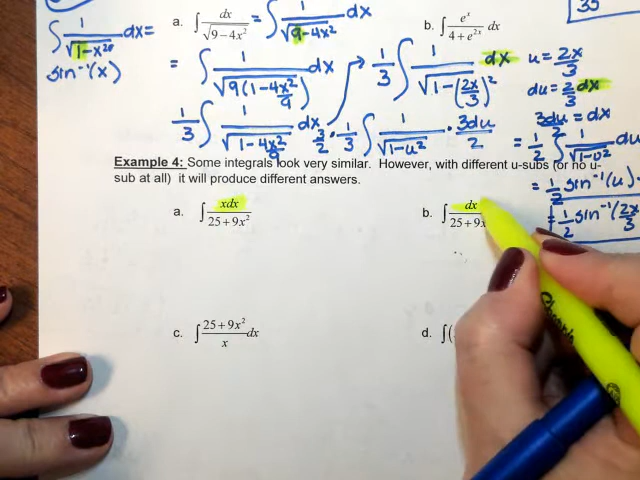 35
∫ 1/√(1-x²) dx =
sin⁻¹(x)
a. ∫ dx/√(9-4x²) = ∫ 1/√(9-4x²) dx
b. ∫ eˣ/(4+e²ˣ) dx
= ∫ 1/√(9(1-4x²/9)) dx
1/3 ∫ 1/√(1-(2x/3)²) dx
u = 2x/3
du = 2/3 dx
3du/2 = dx
1/3 ∫ 1/√(1-4x²/9) dx
3/2 · 1/3 ∫ 1/√(1-u²) · 3du/2
= 1/2 ∫ 1/√(1-u²) du
= 1/2 sin⁻¹(u)
= 1/2 sin⁻¹(2x/3
Example 4: Some integrals look very similar. However, with different u-subs (or no u-
sub at all) it will produce different answers.
a. ∫ xdx/(25+9x²)
b. ∫ dx/(25+9x
c. ∫ (25+9x²)/x dx
d. ∫(